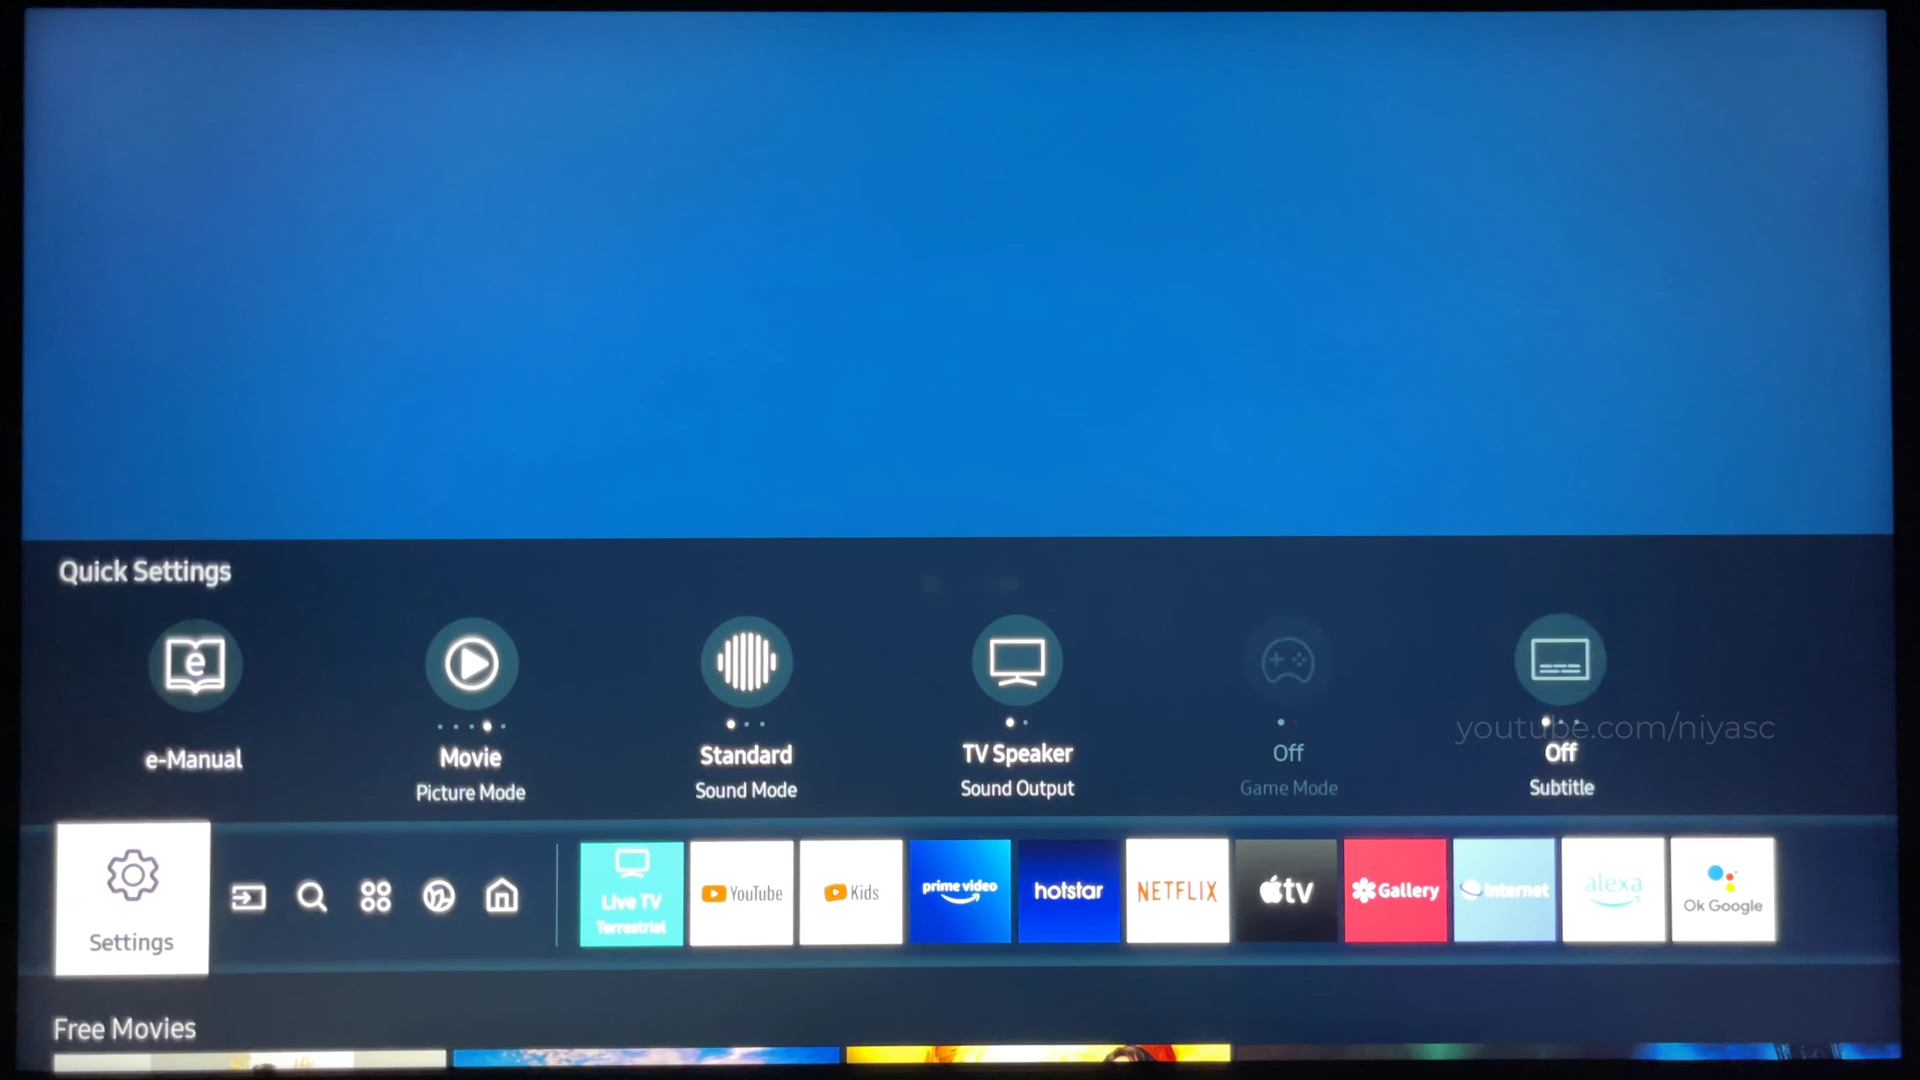 Quick Settings
e-Manual
Movie
Picture Mode
Standard
Sound Mode
TV Speaker
Sound Output
Off
Game Mode
Off
Subtitle
youtube.com/niyasc
Settings
Live TV
Terrestrial
YouTube
Kids
prime video
hotstar
NETFLIX
tv
Gallery
Internet
alexa
Ok Google
Free Movies